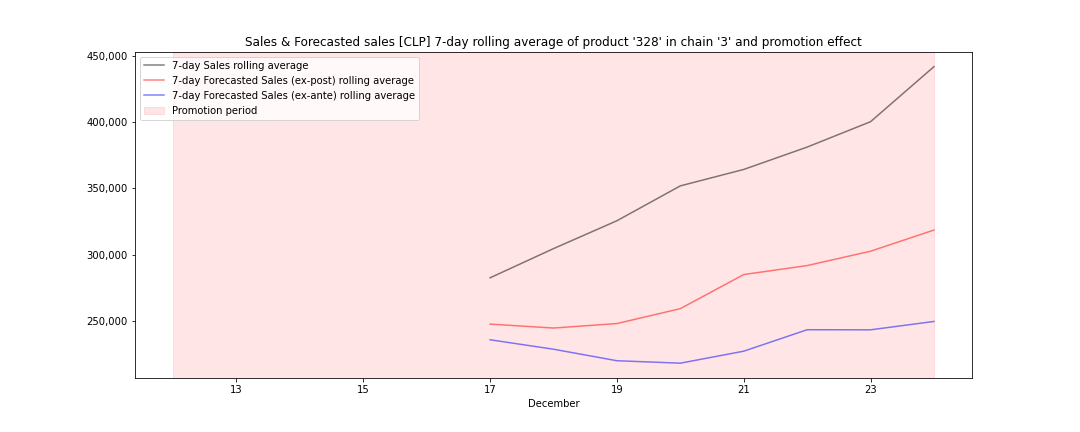 Sales & Forecasted sales [CLP] 7-day rolling average of product '328' in chain '3' and promotion effect
450,000
400,000
350,000
300,000
250,000
7-day Sales rolling average
7-day Forecasted Sales (ex-post) rolling average
7-day Forecasted Sales (ex-ante) rolling average
Promotion period
13 15 17 19 21 23
December